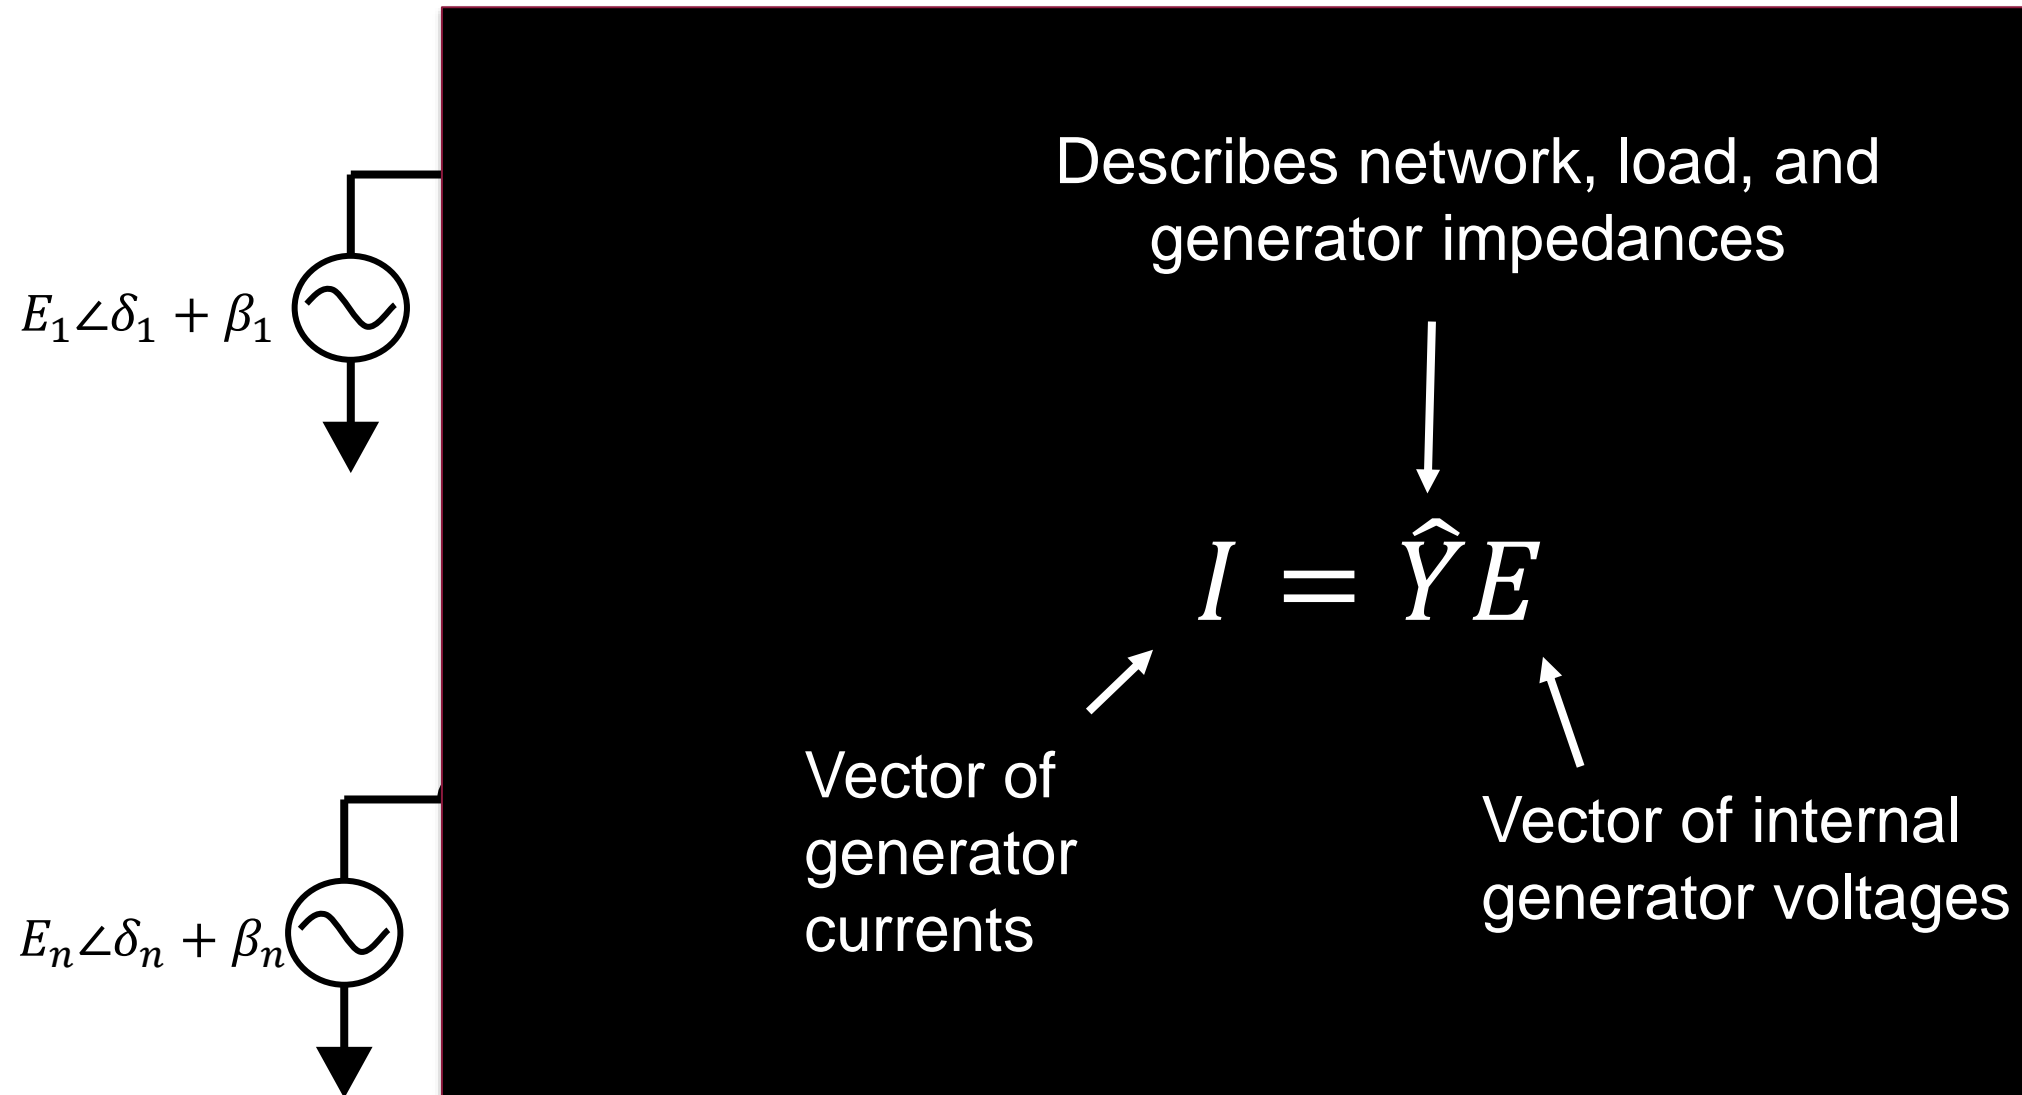 Describes network, load, and
generator impedances
E₁∠δ₁ + β₁
I = ŶE
Vector of
generator
currents
Vector of internal
generator voltages
Eₙ∠δₙ + βₙ